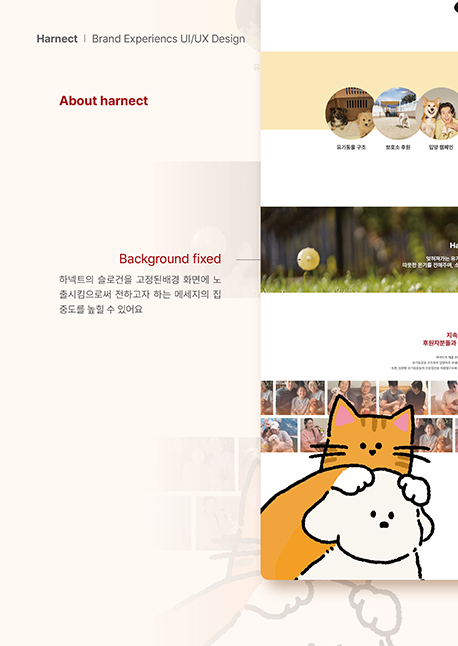 Harnect | Brand Experiencs UI/UX Design
About harnect
유기동물 구조 보호소 후원 입양 캠페인
Background fixed
하넥트의 슬로건을 고정된배경 화면에 노
출시킴으로써 전하고자 하는 메세지의 집
중도를 높힐 수 있어요
Ha
잊혀져가는 유기
따뜻한 온기를 전해주며, 소
지속
후원자분들과